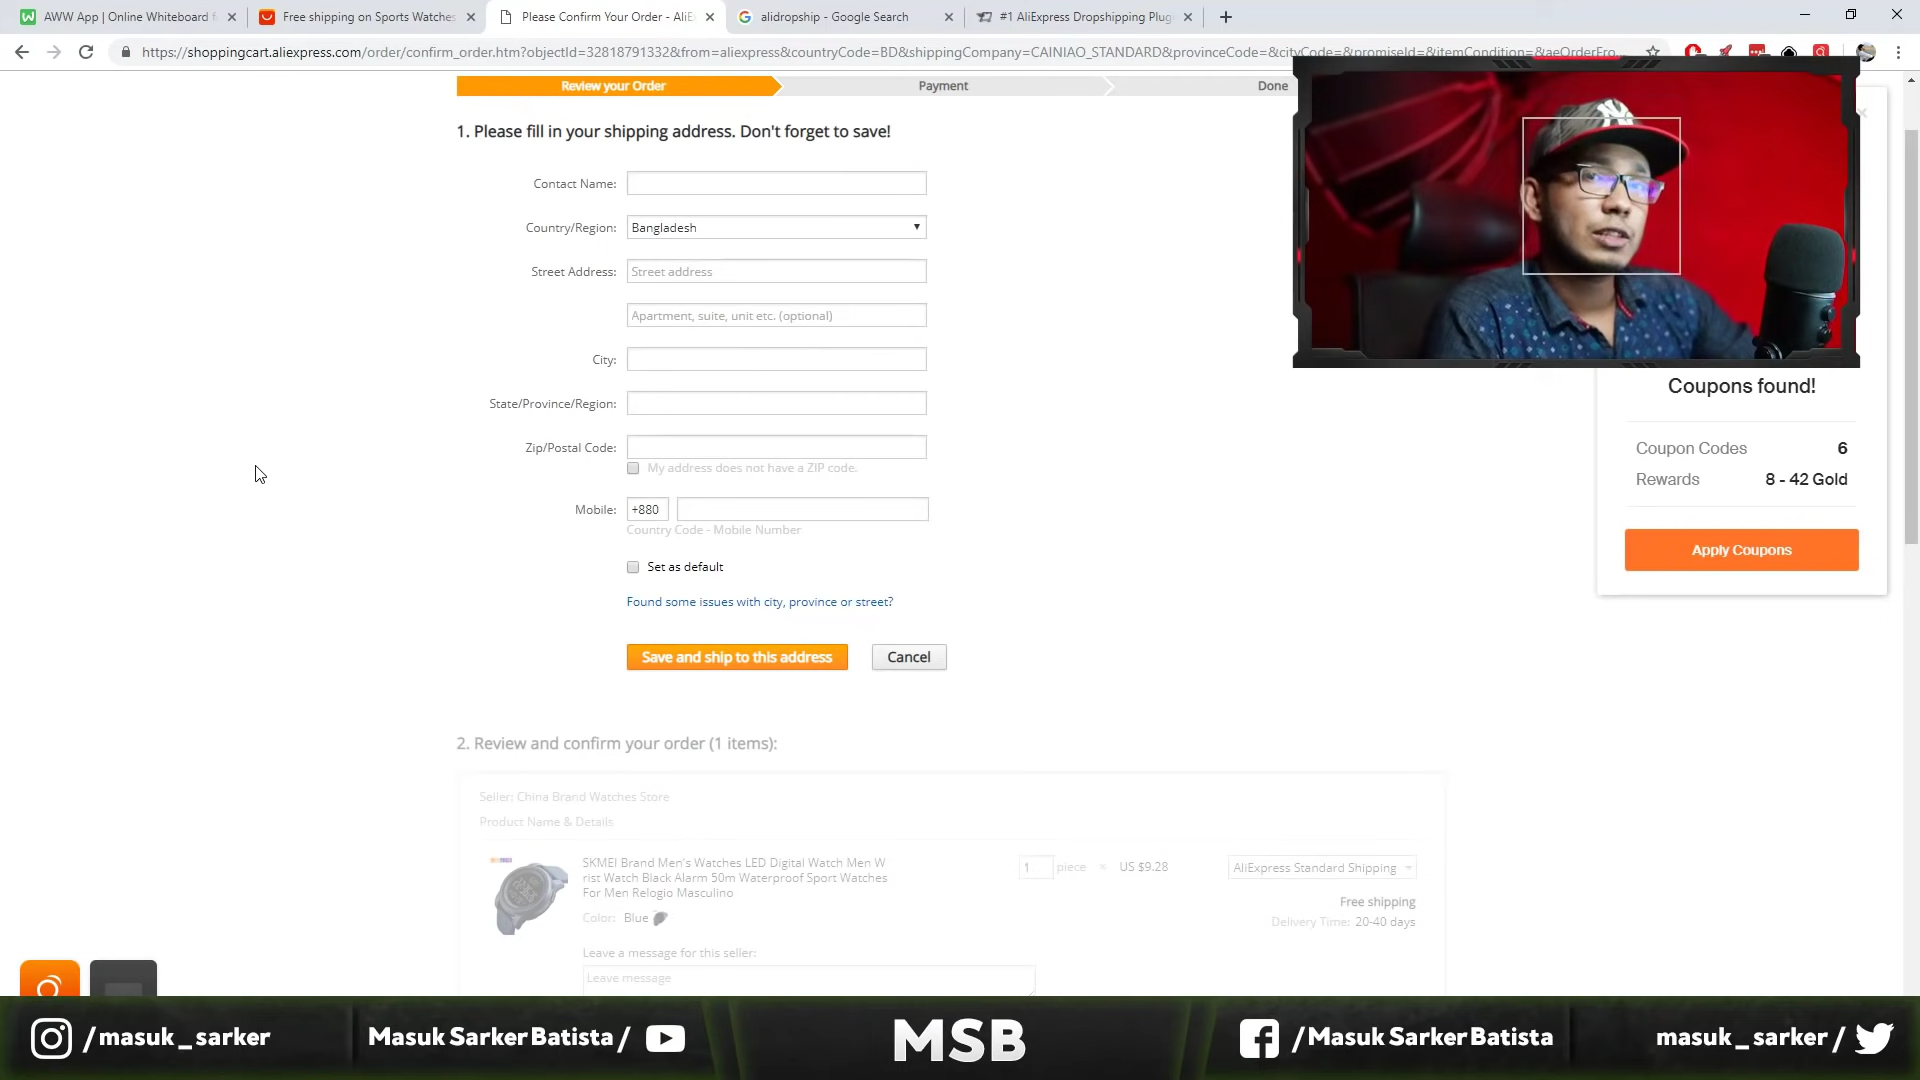 AWW App | Online Whiteboard f
Free shipping on Sports Watches
Please Confirm Your Order - AliE
alidropship - Google Search
#1 AliExpress Dropshipping Plug
https://shoppingcart.aliexpress.com/order/confirm_order.htm?objectId=32818791332&from=aliexpress&countryCode=BD&shippingCompany=CAINIAO_STANDARD&provinceCode=&cityCode=&promiseId=&itemCondition=&aeOrderFro...
Review your Order
Payment
Done
1. Please fill in your shipping address. Don't forget to save!
Contact Name:
Country/Region: Bangladesh
Street Address: Street address
Apartment, suite, unit etc. (optional)
City:
State/Province/Region:
Zip/Postal Code:
My address does not have a ZIP code.
Mobile: +880
Country Code - Mobile Number
Set as default
Found some issues with city, province or street?
Save and ship to this address
Cancel
Coupons found!
Coupon Codes 6
Rewards 8 - 42 Gold
Apply Coupons
2. Review and confirm your order (1 items):
Seller: China Brand Watches Store
Product Name & Details
SKMEI Brand Men's Watches LED Digital Watch Men W
rist Watch Black Alarm 50m Waterproof Sport Watches
For Men Relogio Masculino
1 piece × US $9.28
AliExpress Standard Shipping
Free shipping
Delivery Time: 20-40 days
Color: Blue
Leave a message for this seller:
Leave message
/masuk_sarker
Masuk Sarker Batista /
MSB
/Masuk Sarker Batista
masuk_sarker /